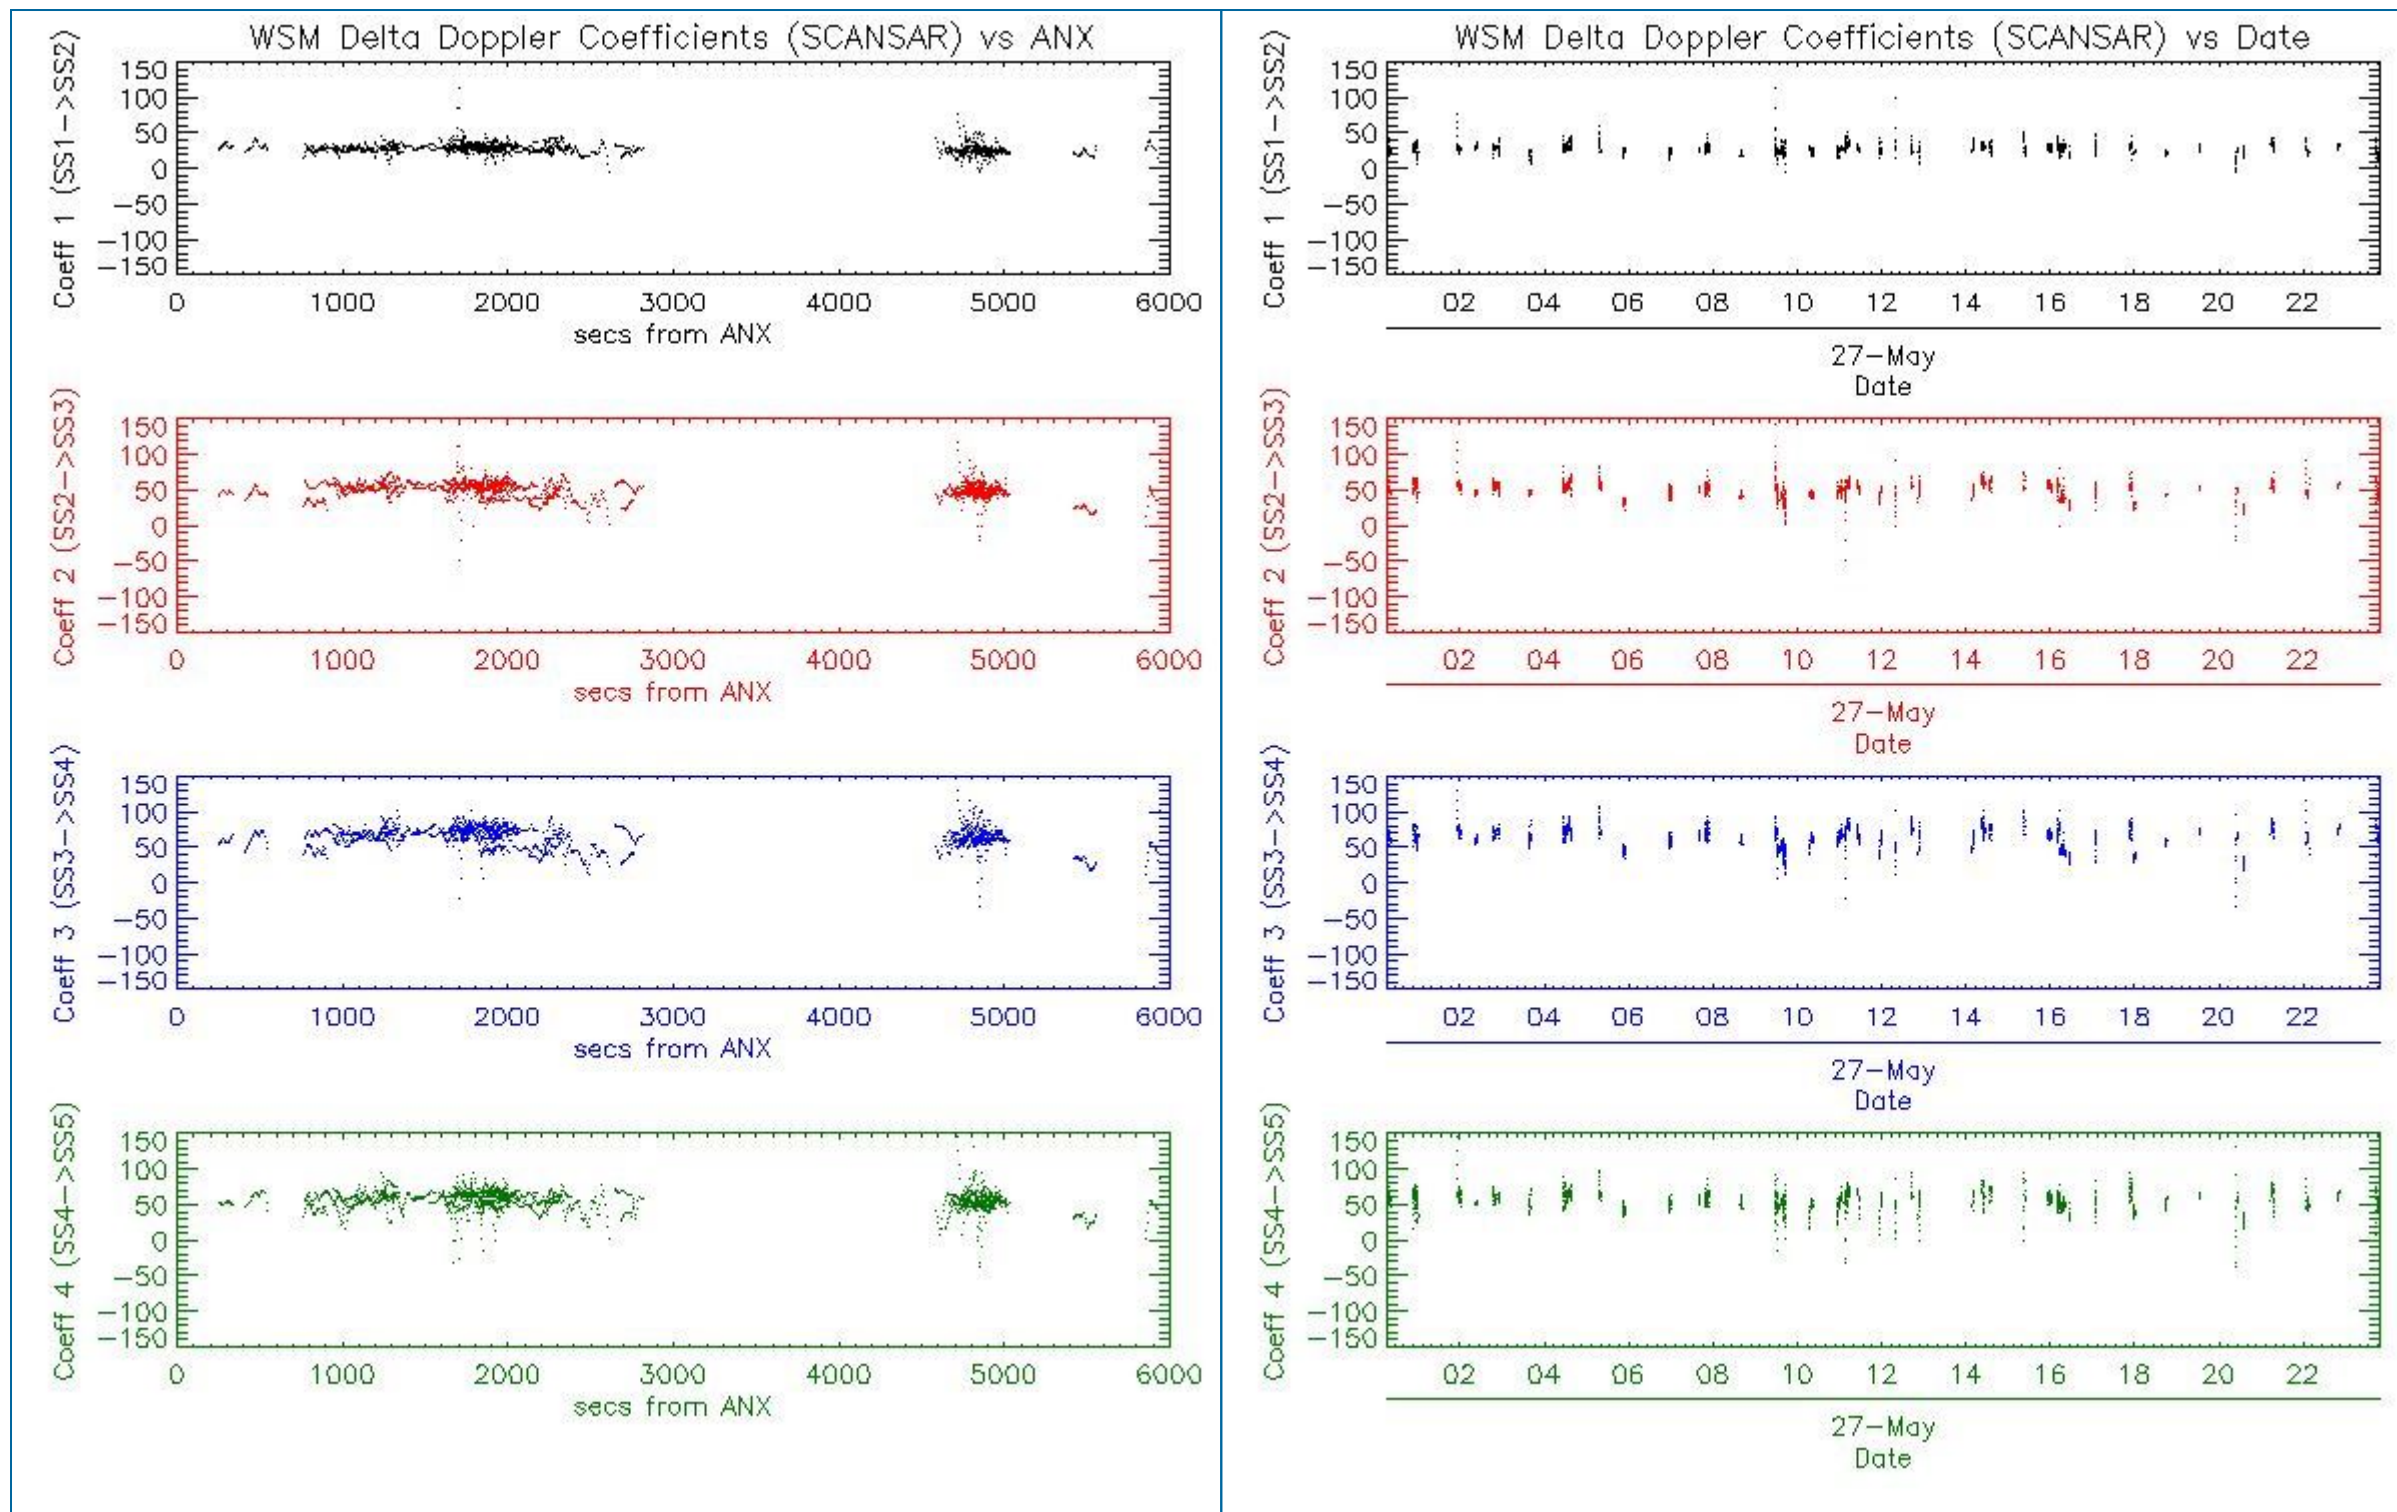 WSM Delta Doppler Coefficients (SCANSAR) vs ANX
Coeff 1 (SS1->SS2)
150
100
50
0
-50
-100
-150
0 1000 2000 3000 4000 5000 6000
secs from ANX
Coeff 2 (SS2->SS3)
150
100
50
0
-50
-100
-150
0 1000 2000 3000 4000 5000 6000
secs from ANX
Coeff 3 (SS3->SS4)
150
100
50
0
-50
-100
-150
0 1000 2000 3000 4000 5000 6000
secs from ANX
Coeff 4 (SS4->SS5)
150
100
50
0
-50
-100
-150
0 1000 2000 3000 4000 5000 6000
secs from ANX
WSM Delta Doppler Coefficients (SCANSAR) vs Date
Coeff 1 (SS1->SS2)
150
100
50
0
-50
-100
-150
02 04 06 08 10 12 14 16 18 20 22
27-May
Date
Coeff 2 (SS2->SS3)
150
100
50
0
-50
-100
-150
02 04 06 08 10 12 14 16 18 20 22
27-May
Date
Coeff 3 (SS3->SS4)
150
100
50
0
-50
-100
-150
02 04 06 08 10 12 14 16 18 20 22
27-May
Date
Coeff 4 (SS4->SS5)
150
100
50
0
-50
-100
-150
02 04 06 08 10 12 14 16 18 20 22
27-May
Date